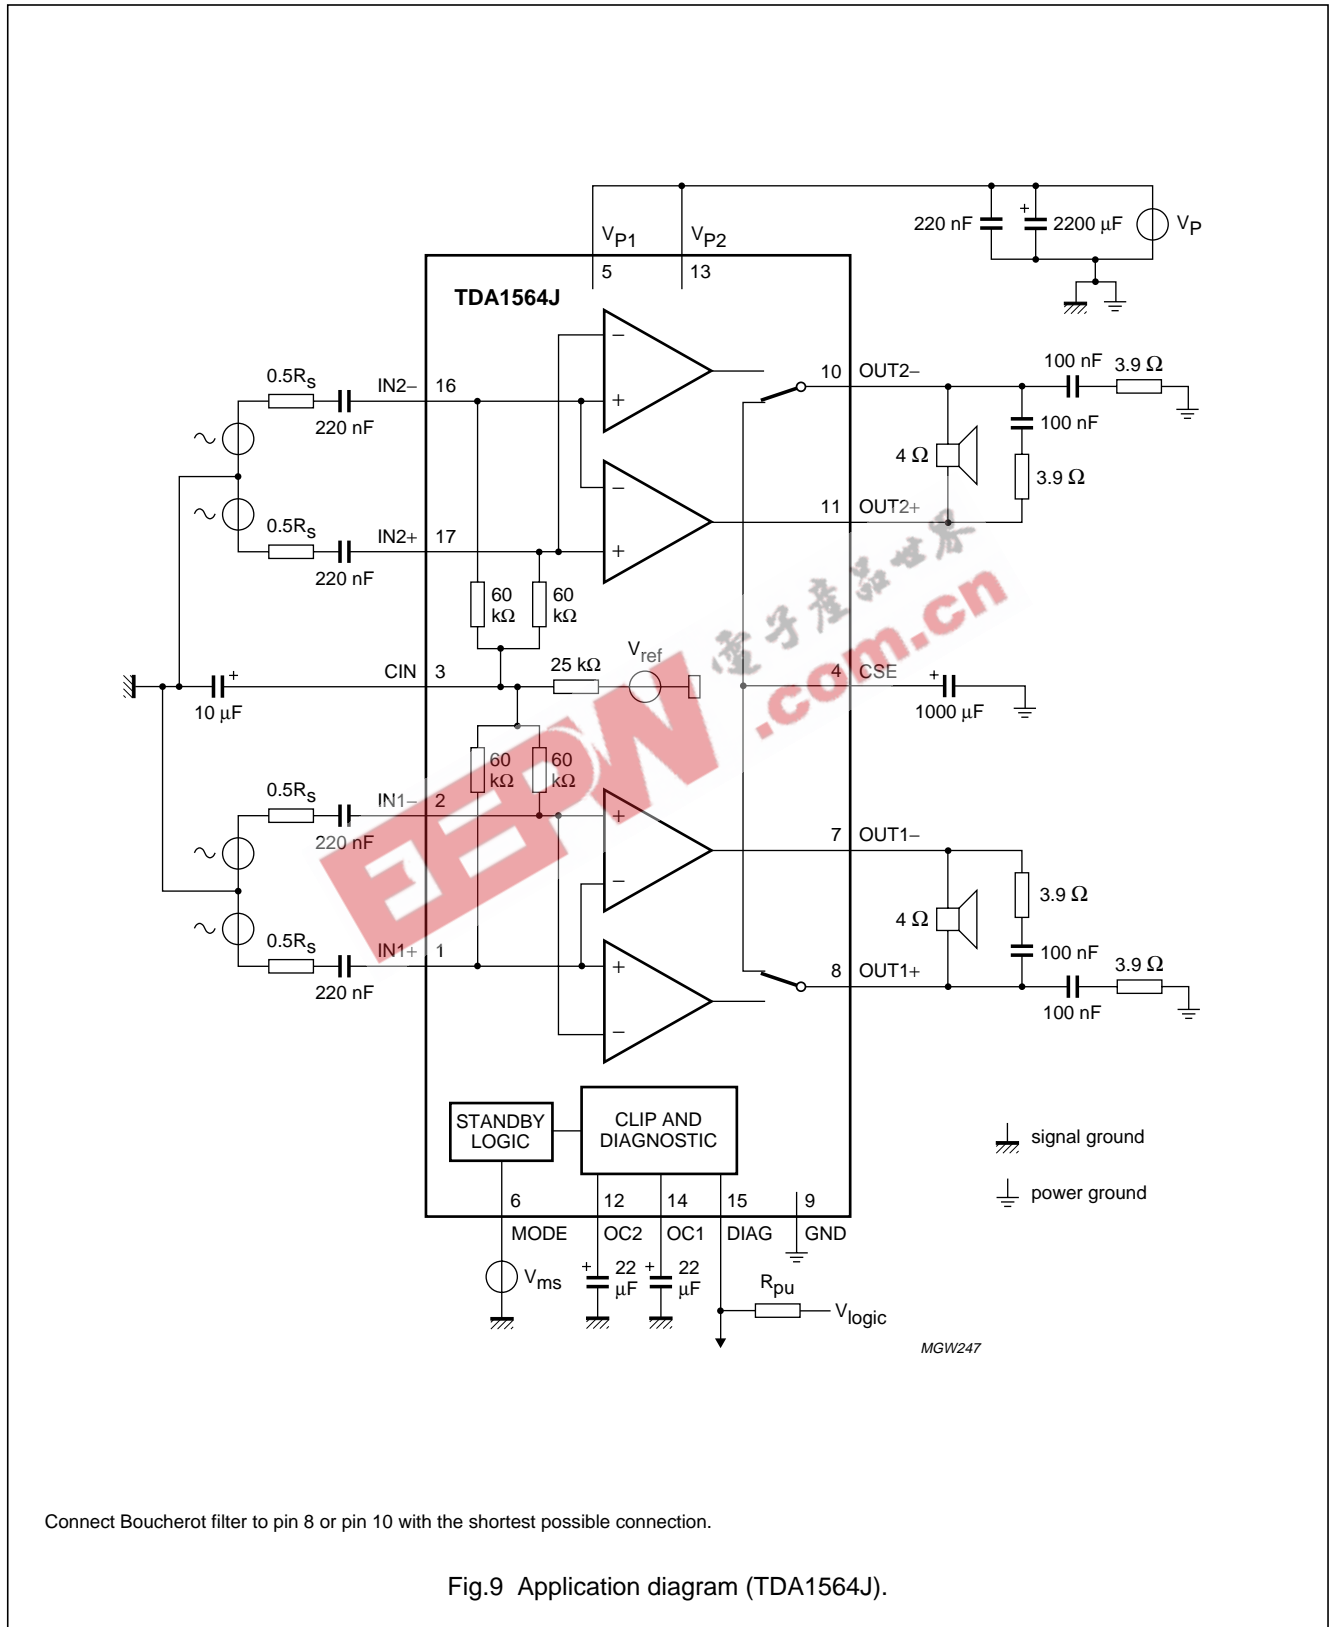 220 nF
+
2200 μF
VP
VP1
VP2
5
13
TDA1564J
0.5RS
220 nF
IN2−
16
−
+
10
OUT2−
100 nF
3.9 Ω
100 nF
4 Ω
3.9 Ω
0.5RS
220 nF
IN2+
17
−
+
11
OUT2+
60
kΩ
60
kΩ
電子產品世界
EEPW
.com.cn
+
10 μF
CIN
3
25 kΩ
Vref
4
CSE
+
1000 μF
60
kΩ
60
kΩ
0.5RS
220 nF
IN1−
2
+
−
7
OUT1−
3.9 Ω
4 Ω
100 nF
0.5RS
220 nF
IN1+
1
+
−
8
OUT1+
3.9 Ω
100 nF
STANDBY
LOGIC
CLIP AND
DIAGNOSTIC
signal ground
power ground
6
12
14
15
9
MODE
OC2
OC1
DIAG
GND
Vms
+
22
μF
+
22
μF
Rpu
Vlogic
MGW247
Connect Boucherot filter to pin 8 or pin 10 with the shortest possible connection.
Fig.9 Application diagram (TDA1564J).